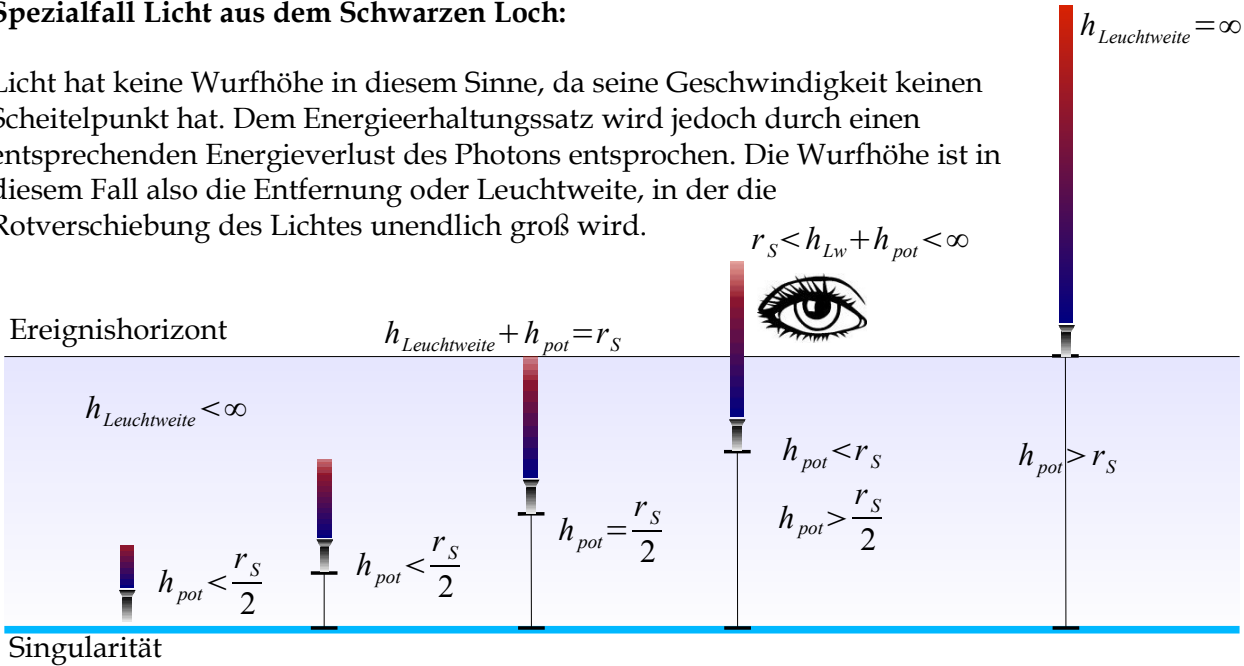 Spezialfall Licht aus dem Schwarzen Loch:
Licht hat keine Wurfhöhe in diesem Sinne, da seine Geschwindigkeit keinen
Scheitelpunkt hat. Dem Energieerhaltungssatz wird jedoch durch einen
entsprechenden Energieverlust des Photons entsprochen. Die Wurfhöhe ist in
diesem Fall also die Entfernung oder Leuchtweite, in der die
Rotverschiebung des Lichtes unendlich groß wird.
h_Leuchtweite = ∞
r_S < h_Lw + h_pot < ∞
Ereignishorizont
h_Leuchtweite + h_pot = r_S
h_Leuchtweite < ∞
h_pot < r_S/2
h_pot < r_S/2
h_pot = r_S/2
h_pot < r_S
h_pot > r_S/2
h_pot > r_S
Singularität